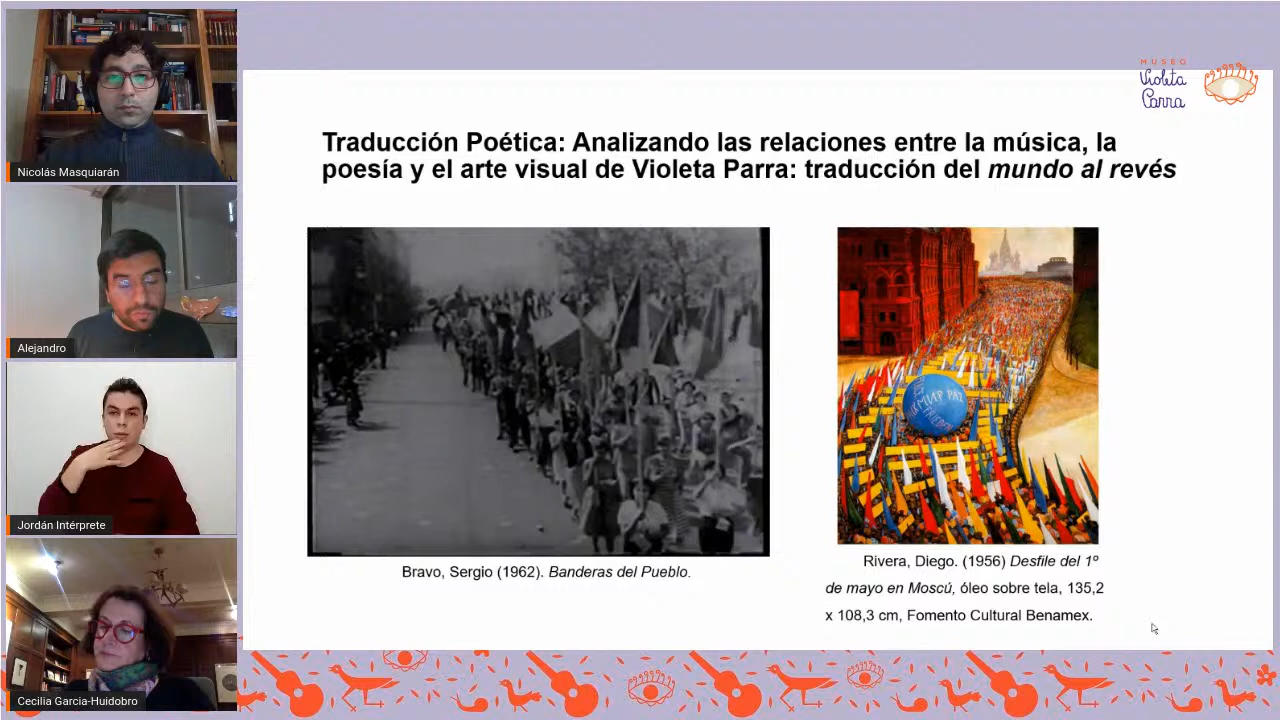 Nicolás Masquiarán
Alejandro
Jordán Intérprete
Cecilia Garcia-Huidobro
MUSEO
Violeta
Parra
Traducción Poética: Analizando las relaciones entre la música, la
poesía y el arte visual de Violeta Parra: traducción del mundo al revés
МИР PAZ
Bravo, Sergio (1962). Banderas del Pueblo.
Rivera, Diego. (1956) Desfile del 1º
de mayo en Moscú, óleo sobre tela, 135,2
x 108,3 cm, Fomento Cultural Benamex.